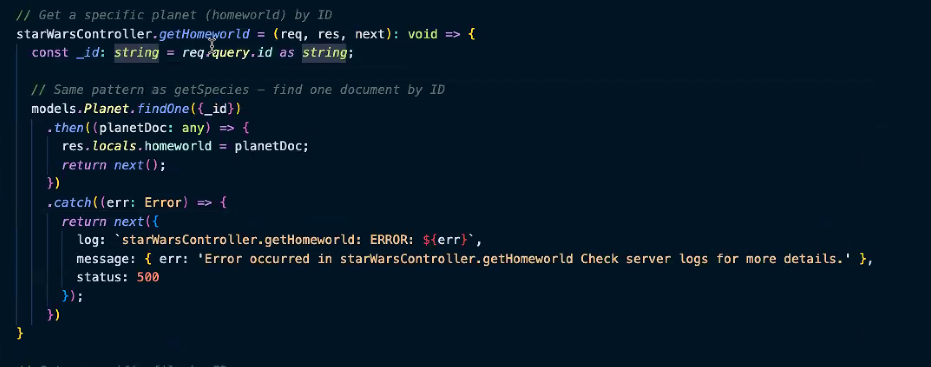 // Get a specific planet (homeworld) by ID
starWarsController.getHomeworld = (req, res, next): void => {
const _id: string = req.query.id as string;
// Same pattern as getSpecies – find one document by ID
models.Planet.findOne({_id})
.then((planetDoc: any) => {
res.locals.homeworld = planetDoc;
return next();
})
.catch((err: Error) => {
return next({
log: `starWarsController.getHomeworld: ERROR: ${err}`,
message: { err: 'Error occurred in starWarsController.getHomeworld Check server logs for more details.' },
status: 500
});
})
}